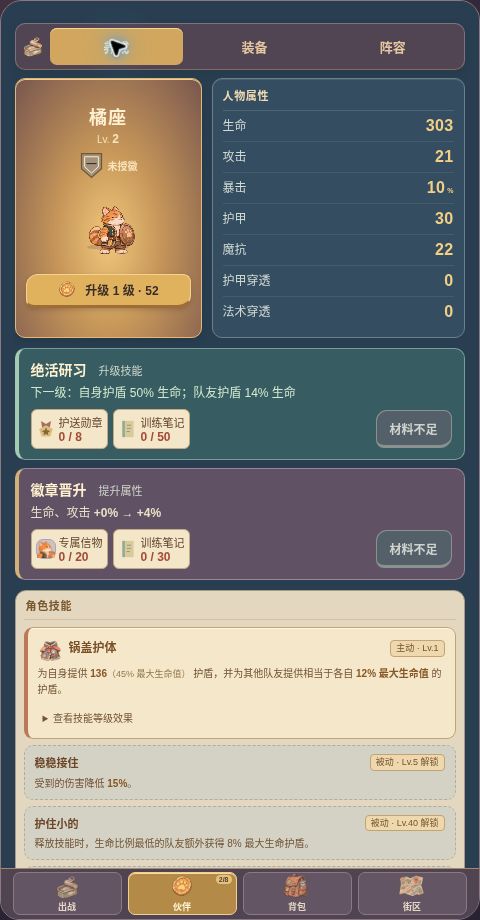 装备
阵容
橘座
Lv. 2
未授徽
升级 1 级 · 52
人物属性
生命 303
攻击 21
暴击 10 %
护甲 30
魔抗 22
护甲穿透 0
法术穿透 0
绝活研习 升级技能
下一级：自身护盾 50% 生命；队友护盾 14% 生命
护送勋章
0 / 8
训练笔记
0 / 50
材料不足
徽章晋升 提升属性
生命、攻击 +0% → +4%
专属信物
0 / 20
训练笔记
0 / 30
材料不足
角色技能
锅盖护体 主动 · Lv.1
为自身提供 136（45% 最大生命值） 护盾，并为其他队友提供相当于各自 12% 最大生命值 的
护盾。
▶ 查看技能等级效果
稳稳接住 被动 · Lv.5 解锁
受到的伤害降低 15%。
护住小的 被动 · Lv.40 解锁
释放技能时，生命比例最低的队友额外获得 8% 最大生命护盾。
出战
2/8
伙伴
背包
街区